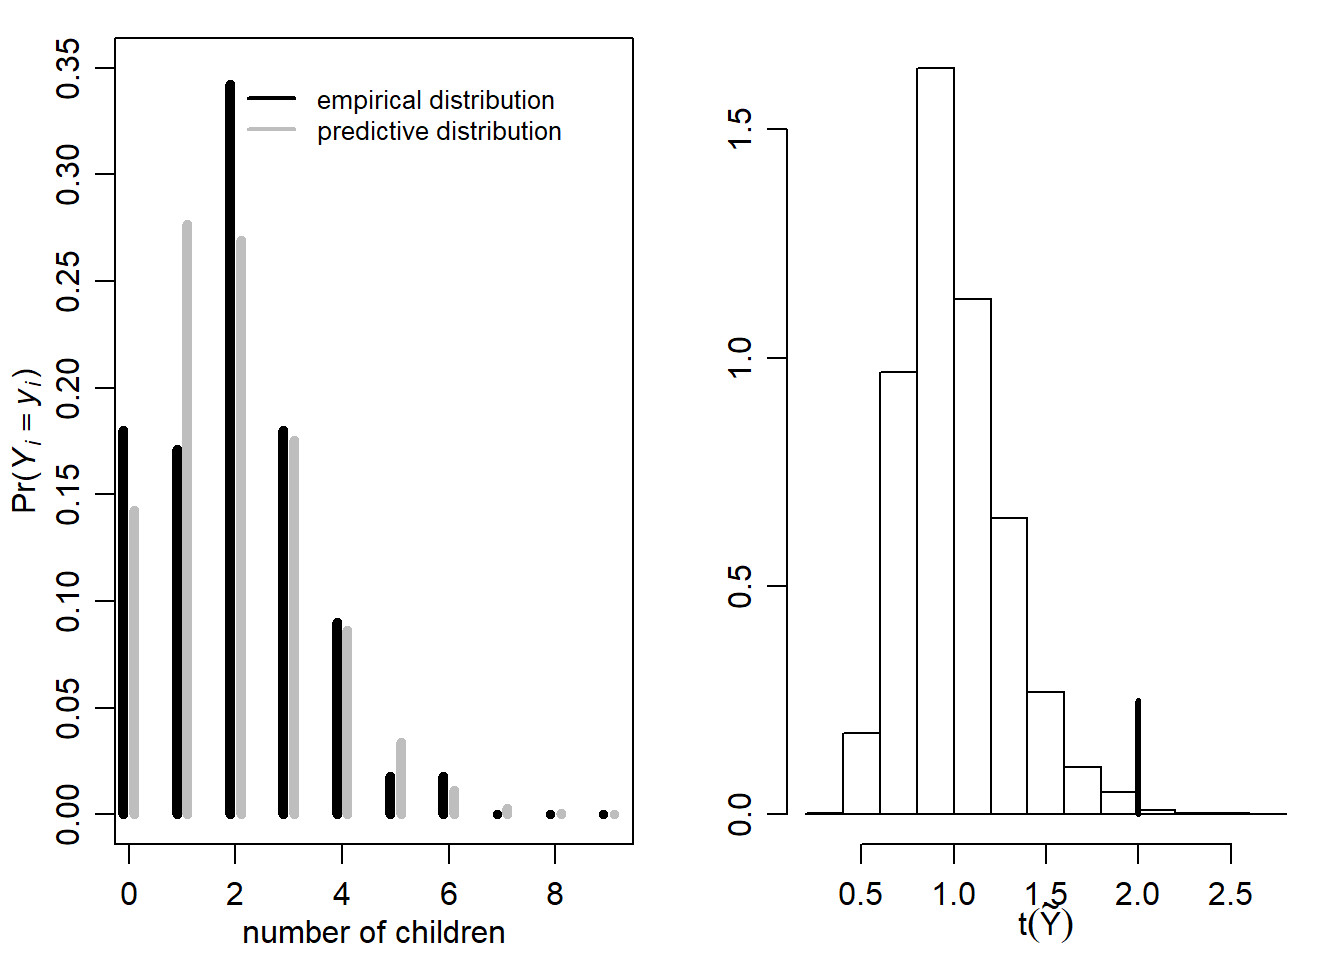 empirical distribution
predictive distribution
Pr(Y_i = y_i)
0.00 0.05 0.10 0.15 0.20 0.25 0.30 0.35
0 2 4 6 8
number of children
0.0 0.5 1.0 1.5
0.5 1.0 1.5 2.0 2.5
t(Ỹ)